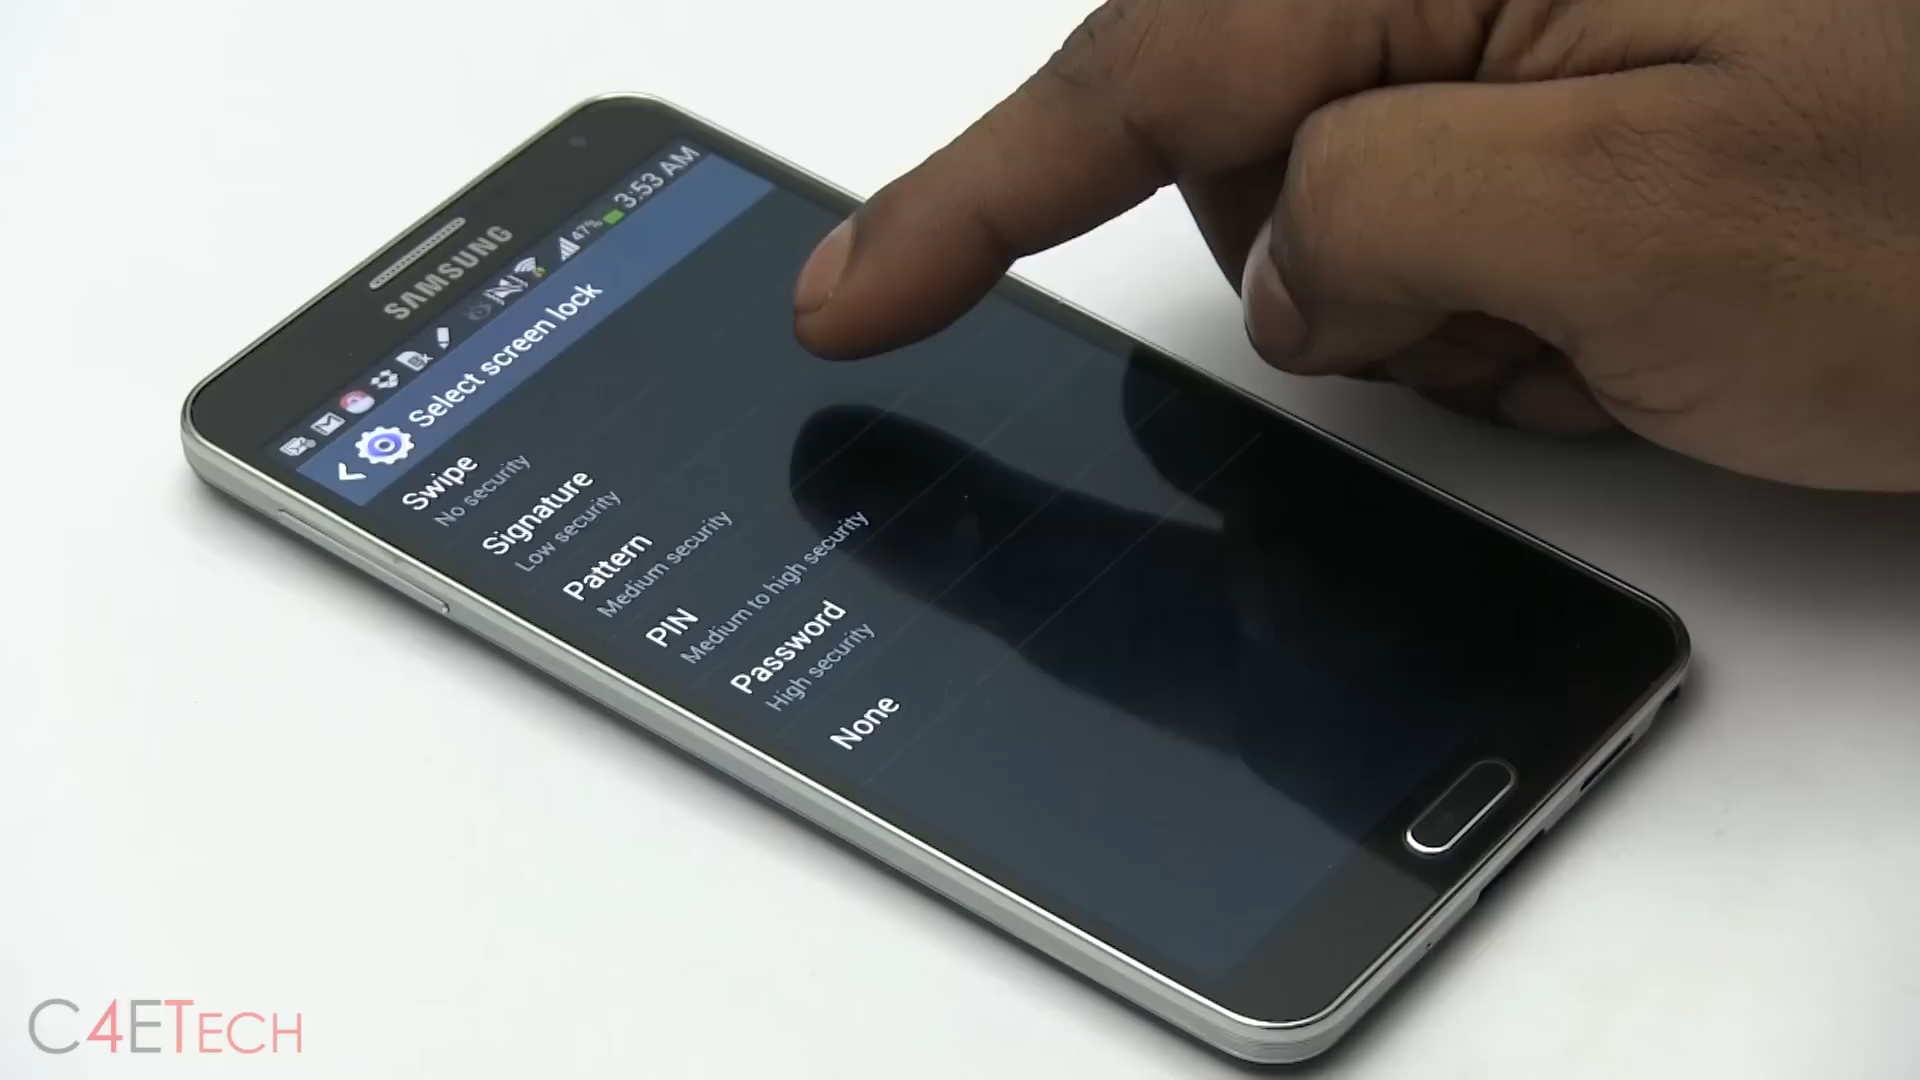 SAMSUNG
47% 3:53 AM
Select screen lock
Swipe
No security
Signature
Low security
Pattern
Medium security
PIN
Medium to high security
Password
High security
None
C4ETECH